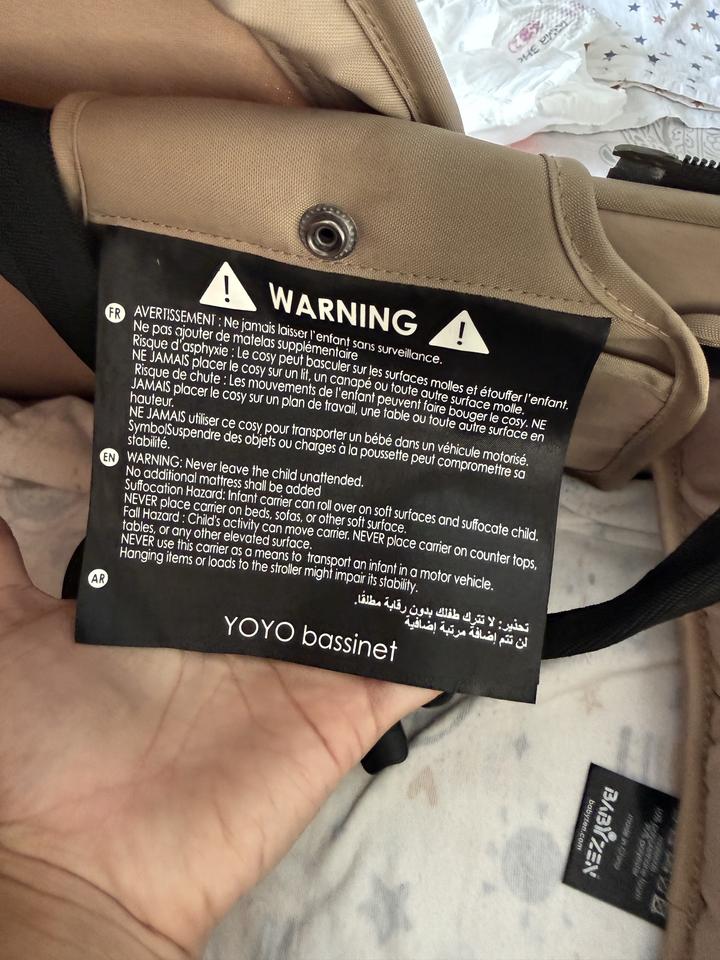 WARNING
FR
AVERTISSEMENT : Ne jamais laisser l'enfant sans surveillance.
Ne pas ajouter de matelas supplémentaire
Risque d'asphyxie : Le cosy peut basculer sur les surfaces molles et étouffer l'enfant. NE
NE JAMAIS placer le cosy sur un lit, un canapé ou toute autre surface molle.
Risque de chute : Les mouvements de l'enfant peuvent faire bouger le cosy. NE
JAMAIS placer le cosy sur un plan de travail, une table ou toute autre surface en
hauteur.
NE JAMAIS utiliser ce cosy pour transporter un bébé dans un véhicule motorisé.
SymbolSuspendre des objets ou charges à la poussette peut compromettre sa
stabilité.
EN
WARNING: Never leave the child unattended.
No additional mattress shall be added
Suffocation Hazard: Infant carrier can roll over on soft surfaces and suffocate child.
NEVER place carrier on beds, sofas, or other soft surface.
Fall Hazard : Child's activity can move carrier. NEVER place carrier on counter tops,
tables, or any other elevated surface.
NEVER use this carrier as a means to transport an infant in a motor vehicle.
Hanging items or loads to the stroller might impair its stability.
AR
تحذير: لا تترك طفلك بدون رقابة مطلقًا.
لن تتم إضافة مرتبة إضافية
YOYO bassinet
BABYZEN
babyzen.com
made in China